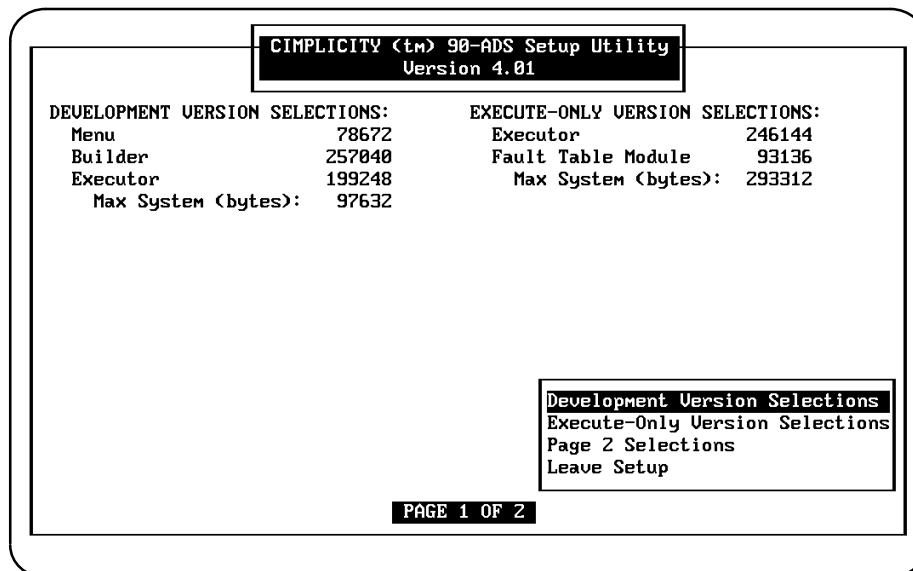 CIMPLICITY (tm) 90-ADS Setup Utility
Version 4.01
DEVELOPMENT VERSION SELECTIONS:
Menu 78672
Builder 257040
Executor 199248
Max System (bytes): 97632
EXECUTE-ONLY VERSION SELECTIONS:
Executor 246144
Fault Table Module 93136
Max System (bytes): 293312
Development Version Selections
Execute-Only Version Selections
Page 2 Selections
Leave Setup
PAGE 1 OF 2